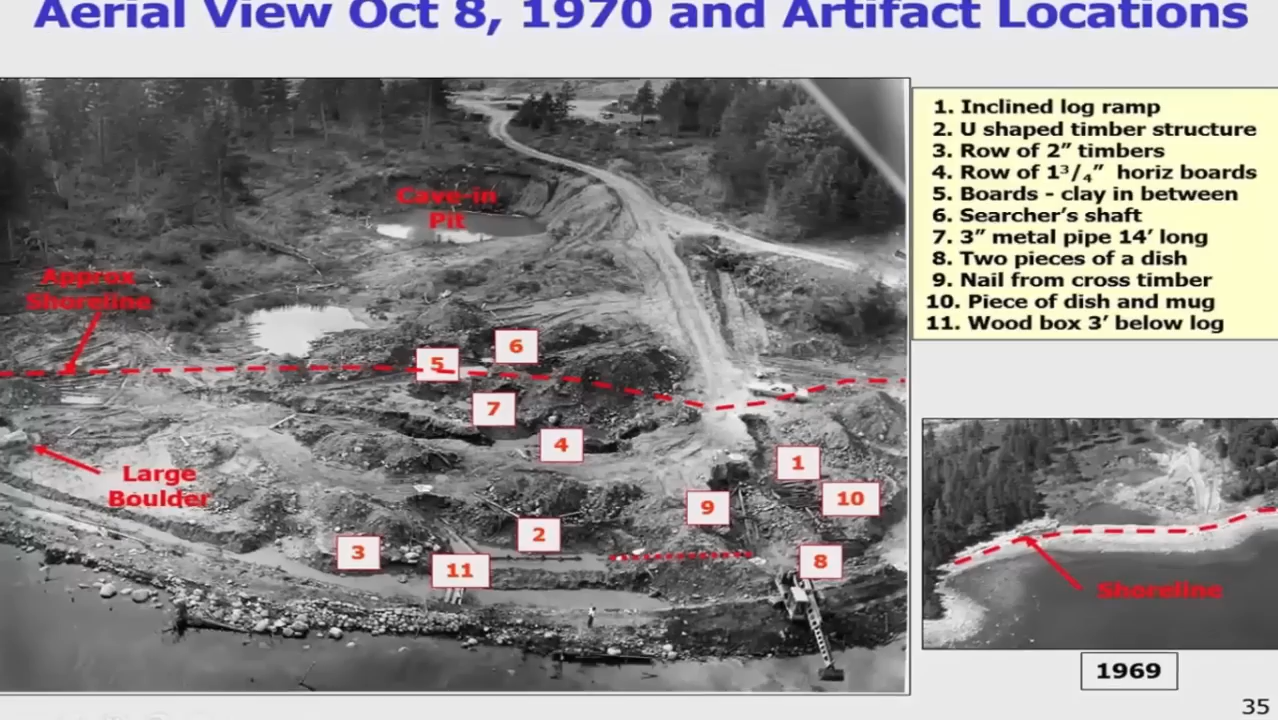 Aerial View Oct 8, 1970 and Artifact Locations
1. Inclined log ramp
2. U shaped timber structure
3. Row of 2” timbers
4. Row of 1³/₄” horiz boards
5. Boards - clay in between
6. Searcher’s shaft
7. 3” metal pipe 14’ long
8. Two pieces of a dish
9. Nail from cross timber
10. Piece of dish and mug
11. Wood box 3’ below log
Cave-in
Pit
Approx
Shoreline
6
5
7
4
Large
Boulder
1
10
9
2
3
11
8
Shoreline
1969
35